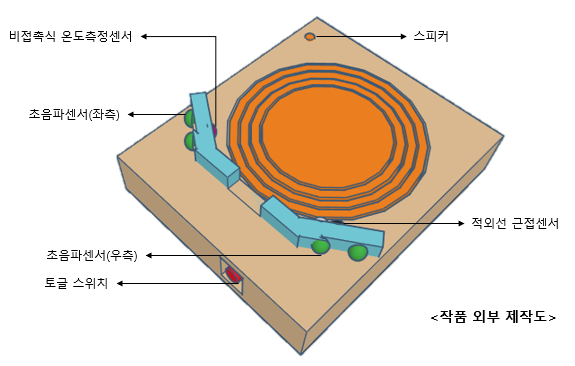 비접촉식 온도측정센서
스피커
초음파센서(좌측)
적외선 근접센서
초음파센서(우측)
토글 스위치
<작품 외부 제작도>